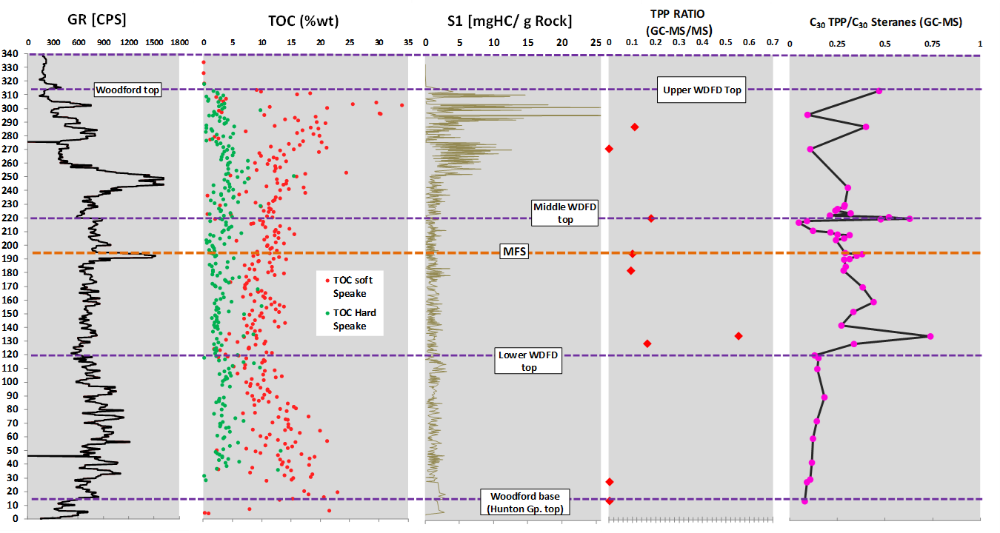 GR [CPS]
TOC (%wt)
S1 [mgHC/ g Rock]
TPP RATIO
(GC-MS/MS)
C30 TPP/C30 Steranes (GC-MS)
0 300 600 900 1200 1500 1800
0 5 10 15 20 25 30 35
0 5 10 15 20 25
0 0.1 0.2 0.3 0.4 0.5 0.6 0.7
0 0.25 0.5 0.75 1
340
330
320
310
300
290
280
270
260
250
240
230
220
210
200
190
180
170
160
150
140
130
120
110
100
90
80
70
60
50
40
30
20
10
0
Woodford top
Upper WDFD Top
Middle WDFD
top
MFS
TOC soft
Speake
TOC Hard
Speake
Lower WDFD
top
Woodford base
(Hunton Gp. top)